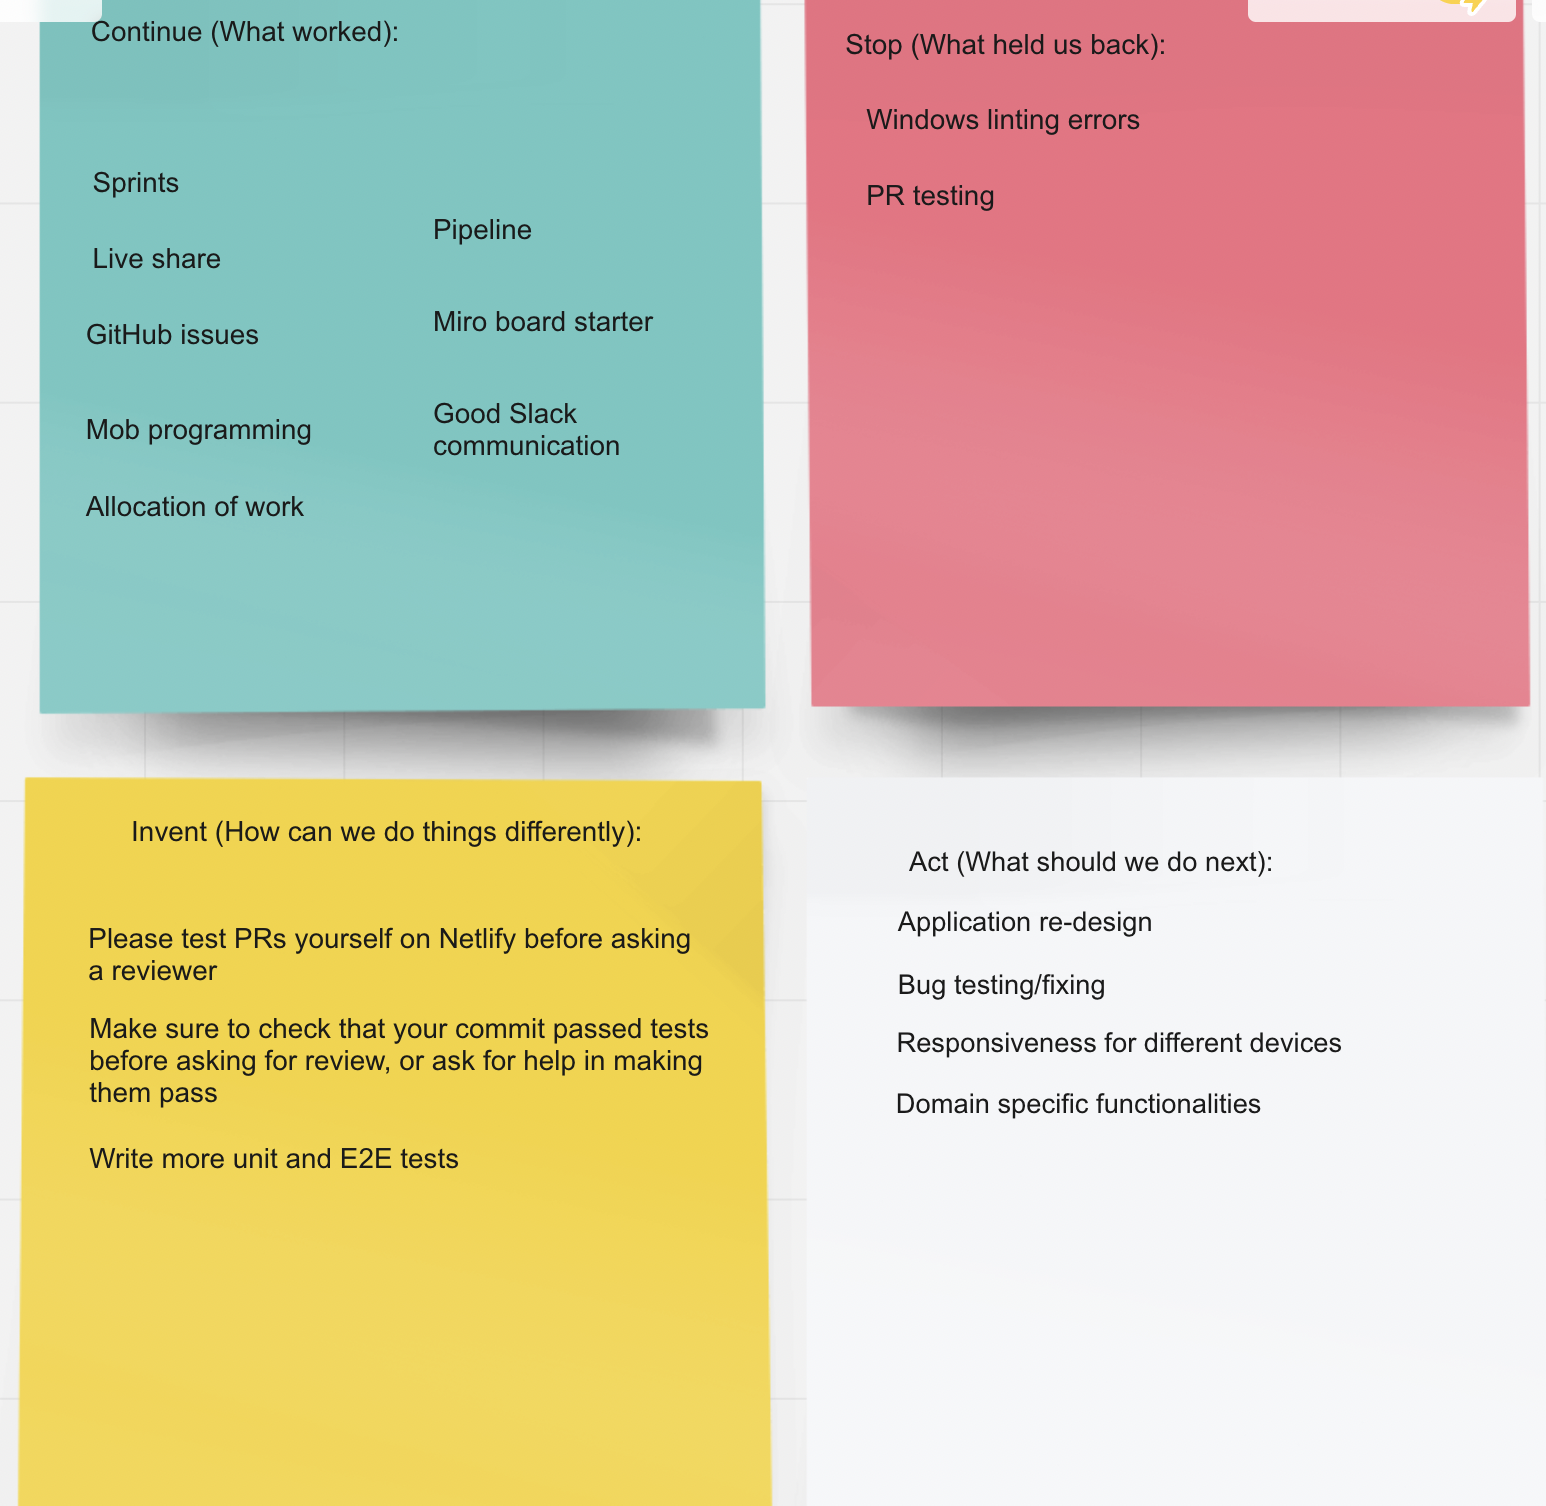 Continue (What worked):
Sprints
Live share
GitHub issues
Mob programming
Allocation of work
Pipeline
Miro board starter
Good Slack
communication
Stop (What held us back):
Windows linting errors
PR testing
Invent (How can we do things differently):
Please test PRs yourself on Netlify before asking
a reviewer
Make sure to check that your commit passed tests
before asking for review, or ask for help in making
them pass
Write more unit and E2E tests
Act (What should we do next):
Application re-design
Bug testing/fixing
Responsiveness for different devices
Domain specific functionalities